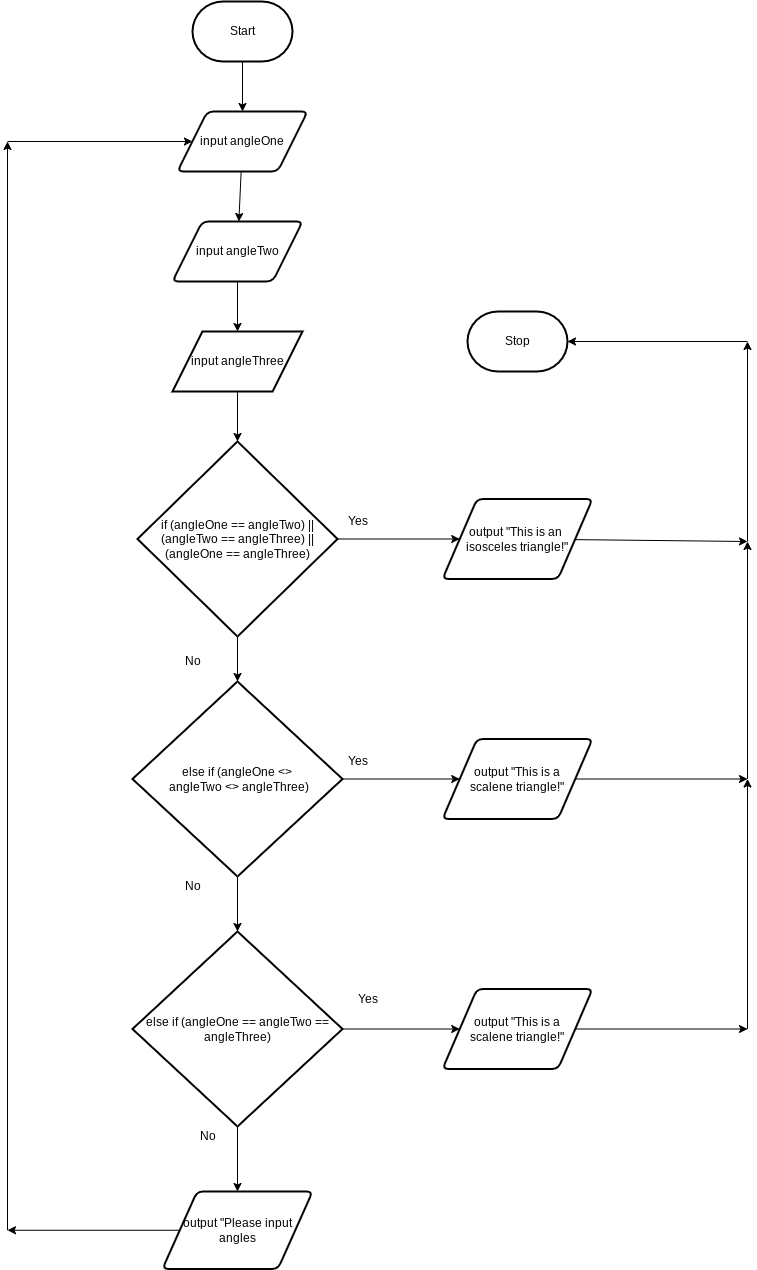 Start
input angleOne
input angleTwo
input angleThree
Stop
if (angleOne == angleTwo) ||
(angleTwo == angleThree) ||
(angleOne == angleThree)
Yes
output "This is an
isosceles triangle!"
No
else if (angleOne <>
angleTwo <> angleThree)
Yes
output "This is a
scalene triangle!"
No
else if (angleOne == angleTwo ==
angleThree)
Yes
output "This is a
scalene triangle!"
No
output "Please input
angles